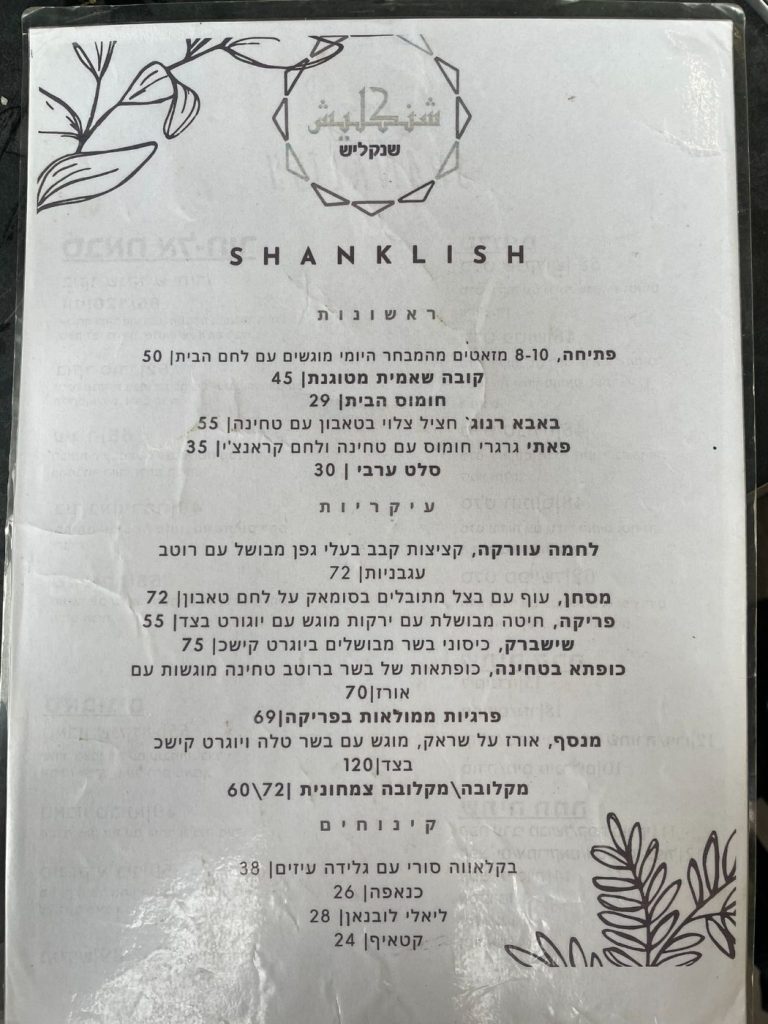 شنكليش
שנקליש
SHANKLISH
ראשונות
פתיחה, 8-10 מזאטים מהמבחר היומי מוגשים עם לחם הבית| 50
קובה שאמית מטוגנת| 45
חומוס הבית| 29
באבא רנוג` חציל צלוי בטאבון עם טחינה| 55
פאתי גרגרי חומוס עם טחינה ולחם קראנצ'י| 35
סלט ערבי | 30
עיקריות
לחמה עוורקה, קציצות קבב בעלי גפן מבושל עם רוטב
עגבניות| 72
מסחן, עוף עם בצל מתובלים בסומאק על לחם טאבון| 72
פריקה, חיטה מבושלת עם ירקות מוגש עם יוגורט בצד| 55
שישברק, כיסוני בשר מבושלים ביוגרט קישכ| 75
כופתא בטחינה, כופתאות של בשר ברוטב טחינה מוגשות עם
אורז|70
פרגיות ממולאות בפריקה|69
מנסף, אורז על שראק, מוגש עם בשר טלה ויוגרט קישכ
בצד|120
מקלובה\מקלובה צמחונית |72\60
קינוחים
בקלאווה סורי עם גלידה עיזים| 38
כנאפה| 26
ליאלי לובנאן| 28
קטאיף| 24